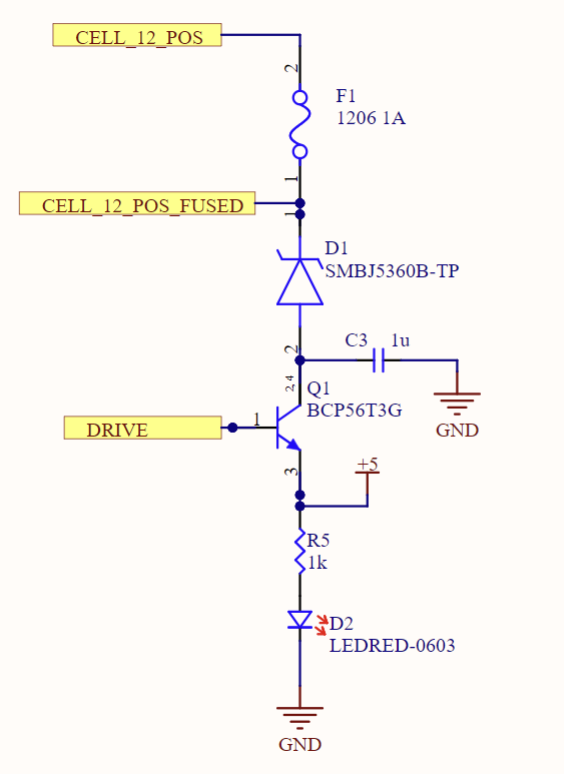 CELL_12_POS
2
F1
1206 1A
1
CELL_12_POS_FUSED
1
D1
SMBJ5360B-TP
2
C3 1u
2, 4
Q1
BCP56T3G
GND
DRIVE
1
3
+5
R5
1k
D2
LEDRED-0603
GND